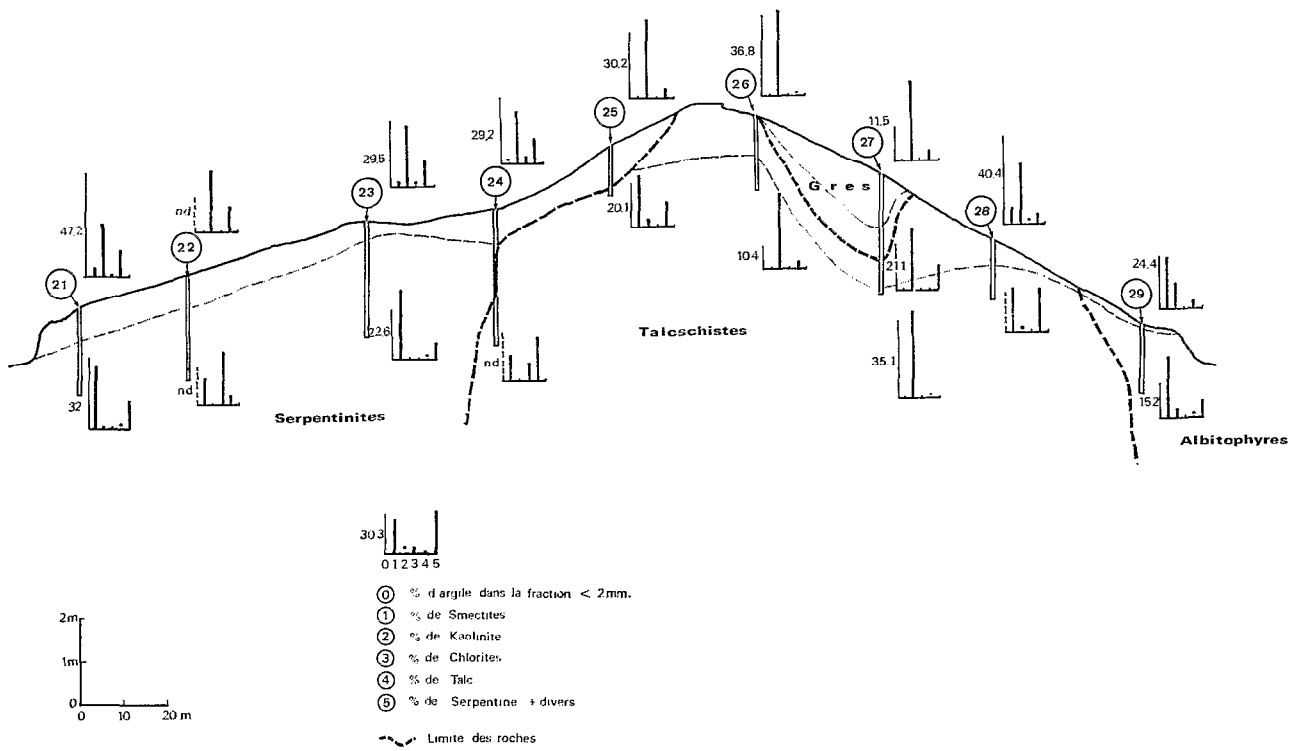 36,8
30,2
26
25
11,5
27
29,2
24
29,5
23
40,4
28
nd
22
47,2
21
Gres
20,1
10,4
21,1
24,4
29
22,6
nd
nd
32
35,1
15,2
Talcschistes
Serpentinites
Albitophyres
30,3
0 1 2 3 4 5
0 % d argile dans la fraction < 2mm.
1 % de Smectites
2 % de Kaolinite
3 % de Chlorites
4 % de Talc
5 % de Serpentine + divers
Limite des roches
2m
1m
0
0 10 20 m